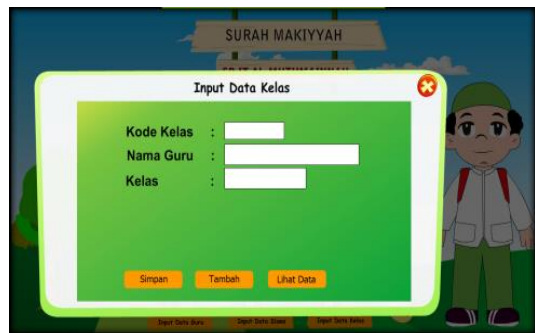 SURAH MAKIYYAH
Input Data Kelas
Kode Kelas :
Nama Guru :
Kelas :
Simpan Tambah Lihat Data
Input Data Guru Input Data Siswa Input Data Kelas